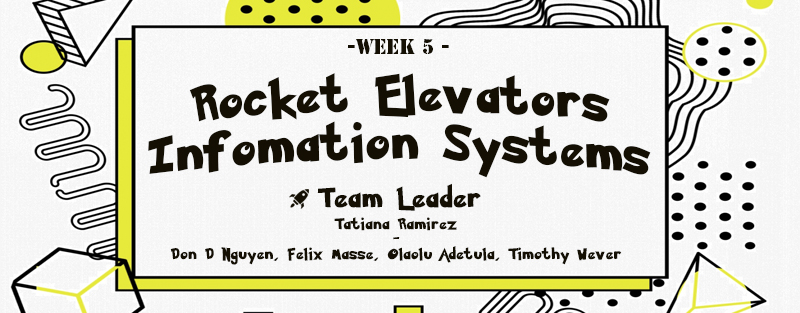 -WEEK 5 -
Rocket Elevators
Infomation Systems
Team Leader
Tatiana Ramirez
-
Don D Nguyen, Felix Masse, Olaolu Adetula, Timothy Wever